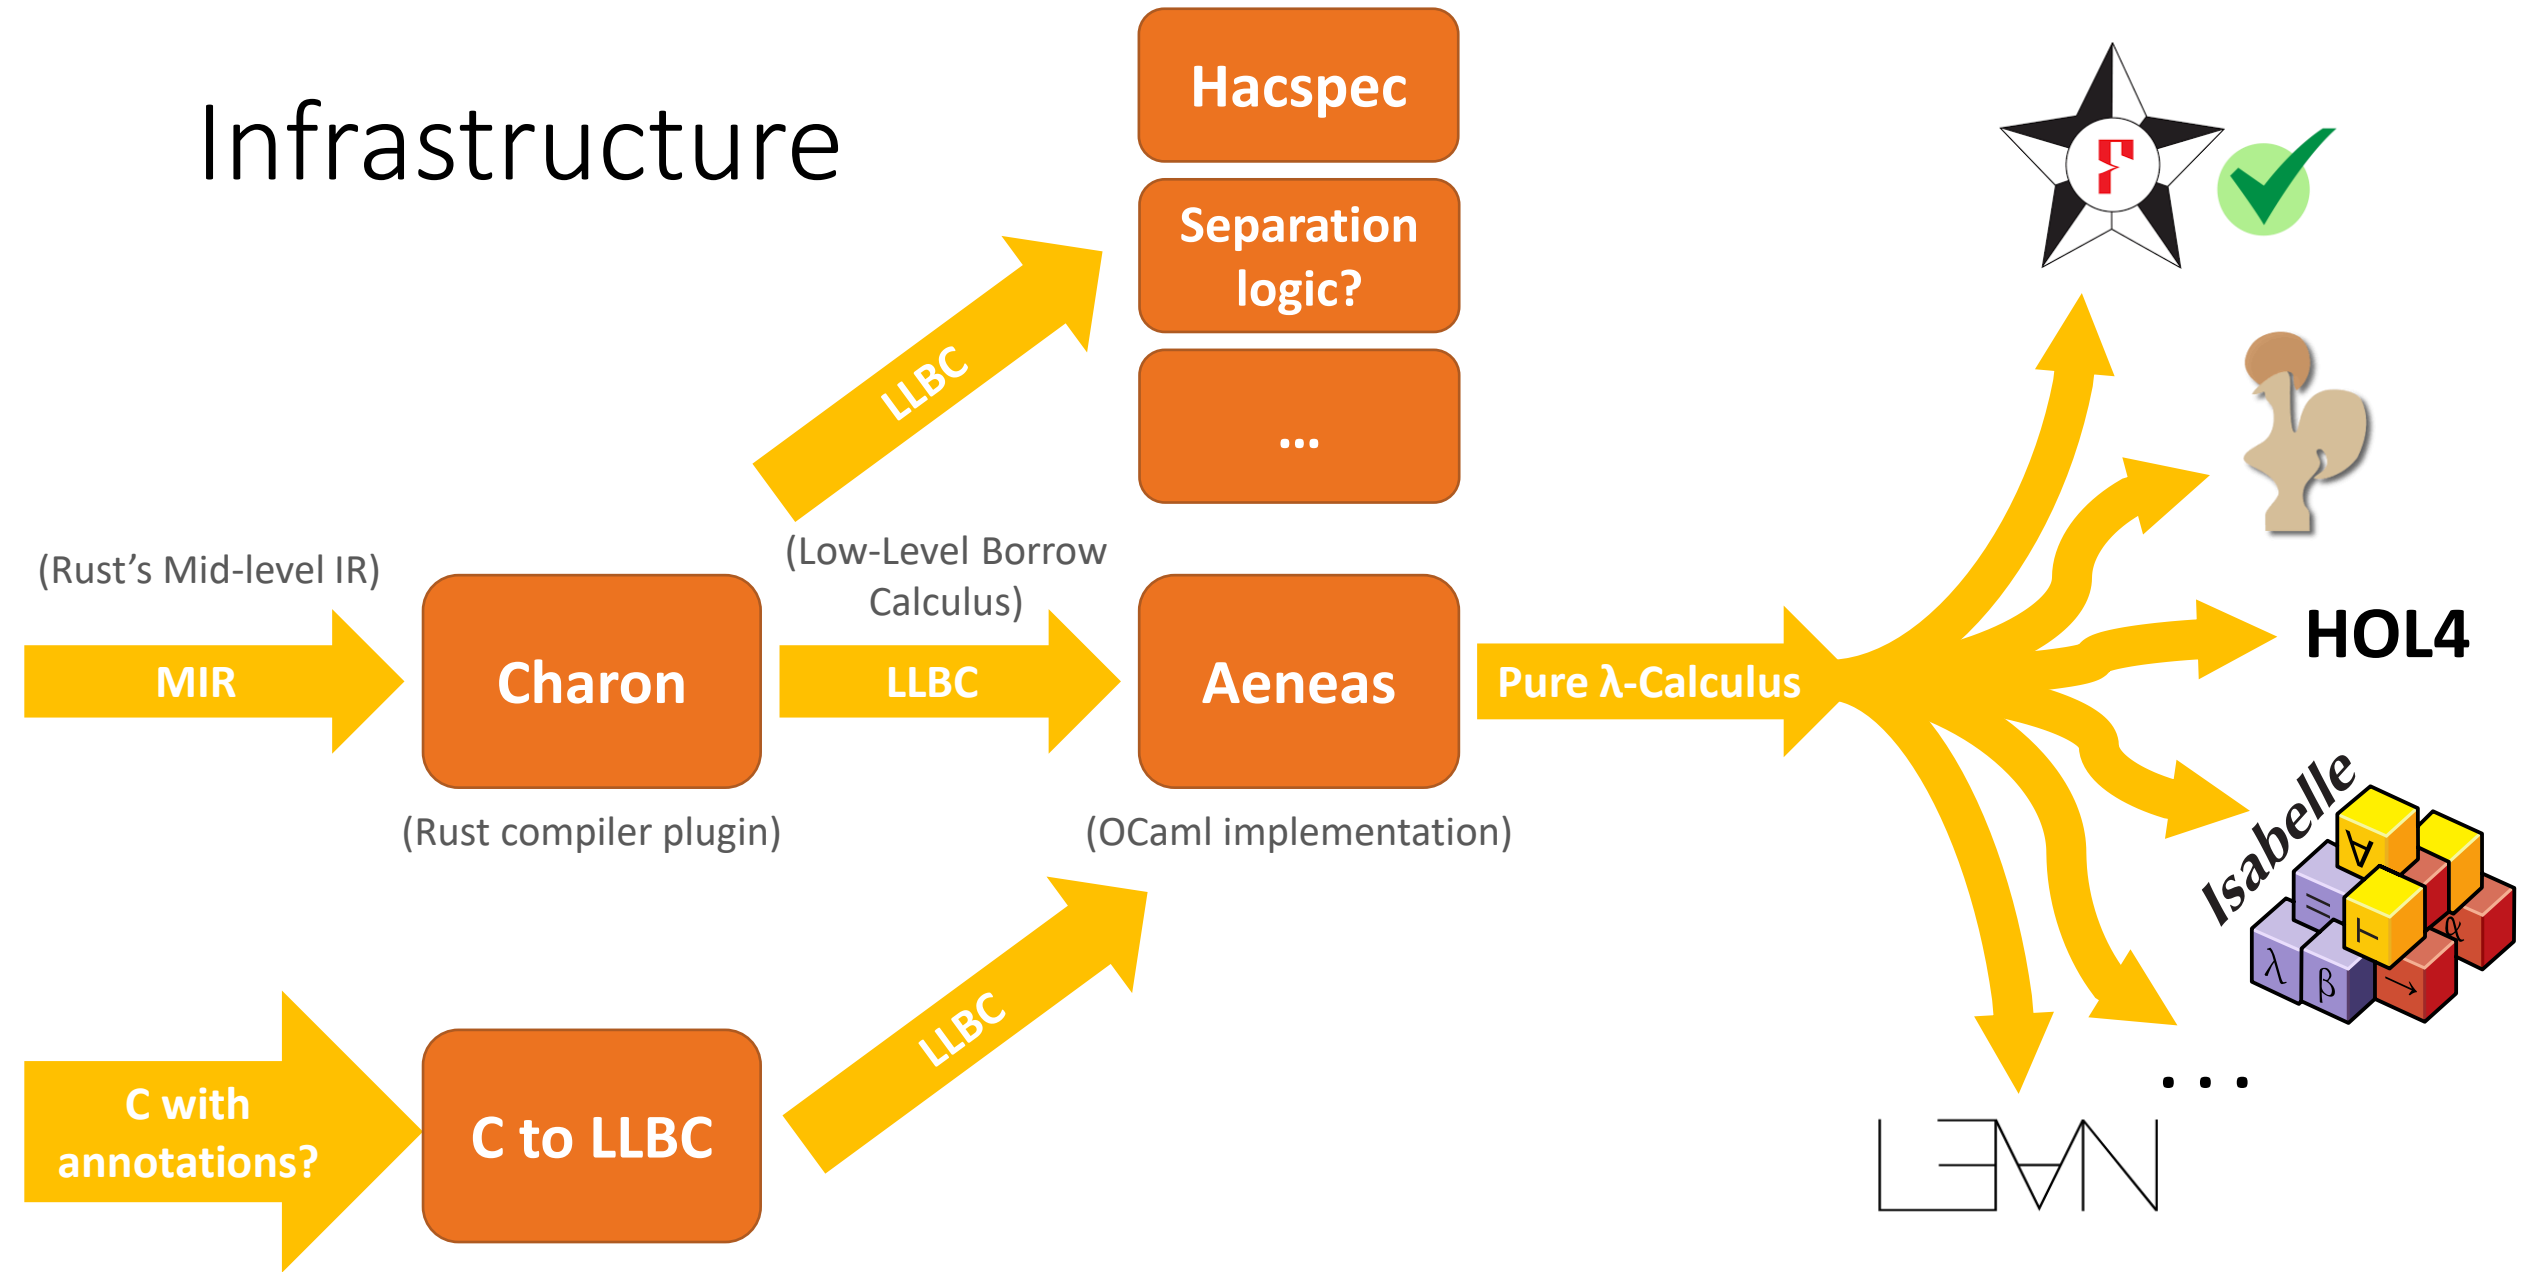 Infrastructure
Hacspec
Separation
logic?
...
LLBC
(Rust’s Mid-level IR)
MIR
Charon
(Rust compiler plugin)
(Low-Level Borrow
Calculus)
LLBC
Aeneas
(OCaml implementation)
C with
annotations?
C to LLBC
LLBC
Pure λ-Calculus
F
HOL4
Isabelle
∀
=
⊢
α
λ
β
→
...
LEAN